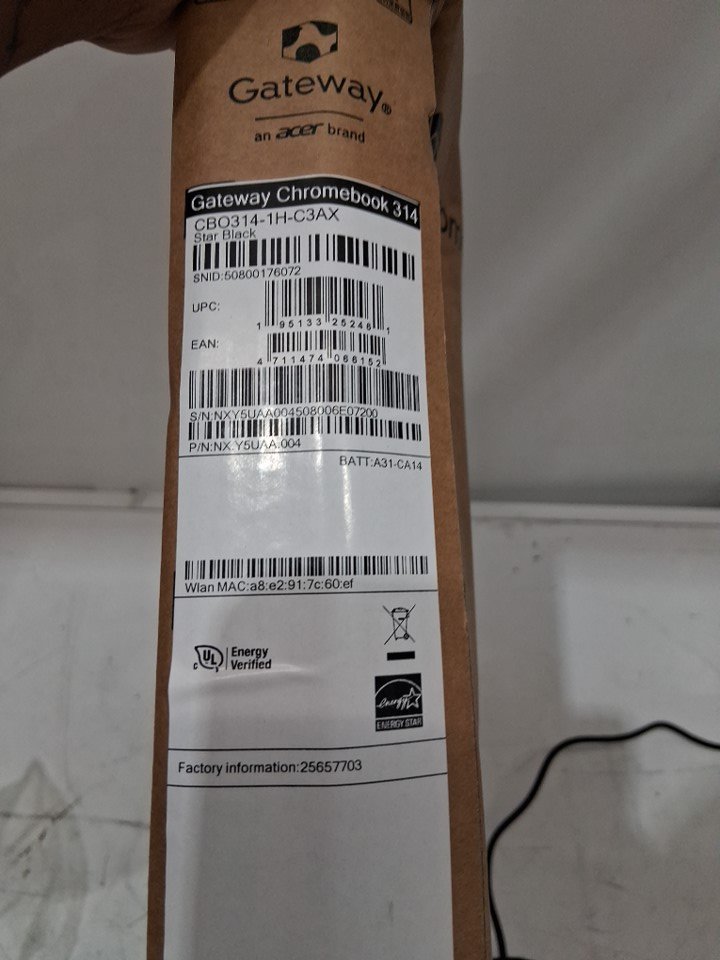 Gateway®
an acer brand
Gateway Chromebook 314
CBO314-1H-C3AX
Star Black
SNID:50800176072
UPC:
1 95133 25246 1
EAN:
4 711474 066152
S/N:NXY5UAA004508006E07200
P/N:NX.Y5UAA.004
BATT:A31-CA14
Wlan MAC:a8:e2:91:7c:60:ef
c UL
Energy
Verified
energy
ENERGY STAR
Factory information:25657703